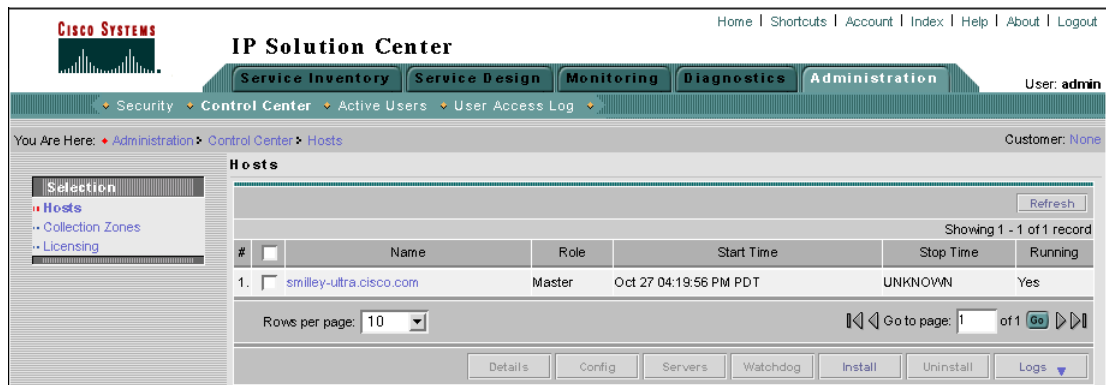 CISCO SYSTEMS
Home | Shortcuts | Account | Index | Help | About | Logout
IP Solution Center
Service Inventory Service Design Monitoring Diagnostics Administration
User: admin
Security Control Center Active Users User Access Log
You Are Here: Administration Control Center Hosts
Customer: None
Hosts
Selection
Hosts
Collection Zones
Licensing
Refresh
Showing 1 - 1 of 1 record
# Name Role Start Time Stop Time Running
1. smilley-ultra.cisco.com Master Oct 27 04:19:56 PM PDT UNKNOWN Yes
Rows per page: 10 Go to page: 1 of 1 Go
Details Config Servers Watchdog Install Uninstall Logs